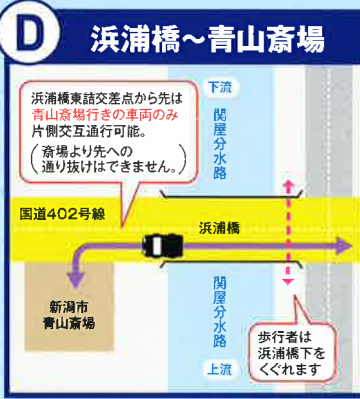 D
浜浦橋～青山斎場
浜浦橋東詰交差点から先は
青山斎場行きの車両のみ
片側交互通行可能。
(斎場より先への
通り抜けはできません。)
下流
関屋分水路
国道402号線
浜浦橋
新潟市
青山斎場
関屋分水路
上流
歩行者は
浜浦橋下を
くぐれます